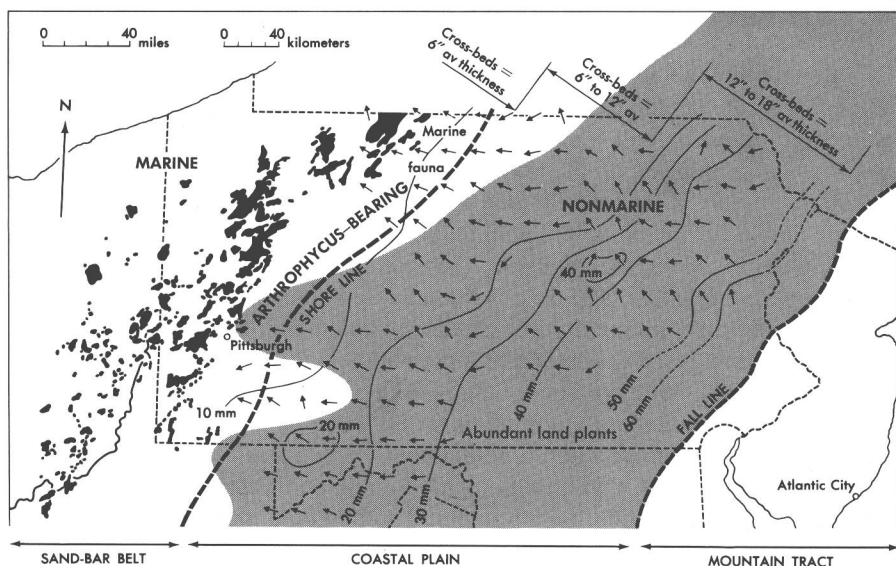 0 40
miles
0 40
kilometers
Cross-beds =
6" av thickness
Cross-beds =
6" to 12" av
Cross-beds =
12" to 18" av thickness
N
MARINE
Marine
fauna
ARTHROPHYCUS-BEARING
SHORE LINE
NONMARINE
40 mm
Pittsburgh
10 mm
20 mm
20 mm
30 mm
40 mm
50 mm
60 mm
FALL LINE
Abundant land plants
Atlantic City
SAND-BAR BELT
COASTAL PLAIN
MOUNTAIN TRACT